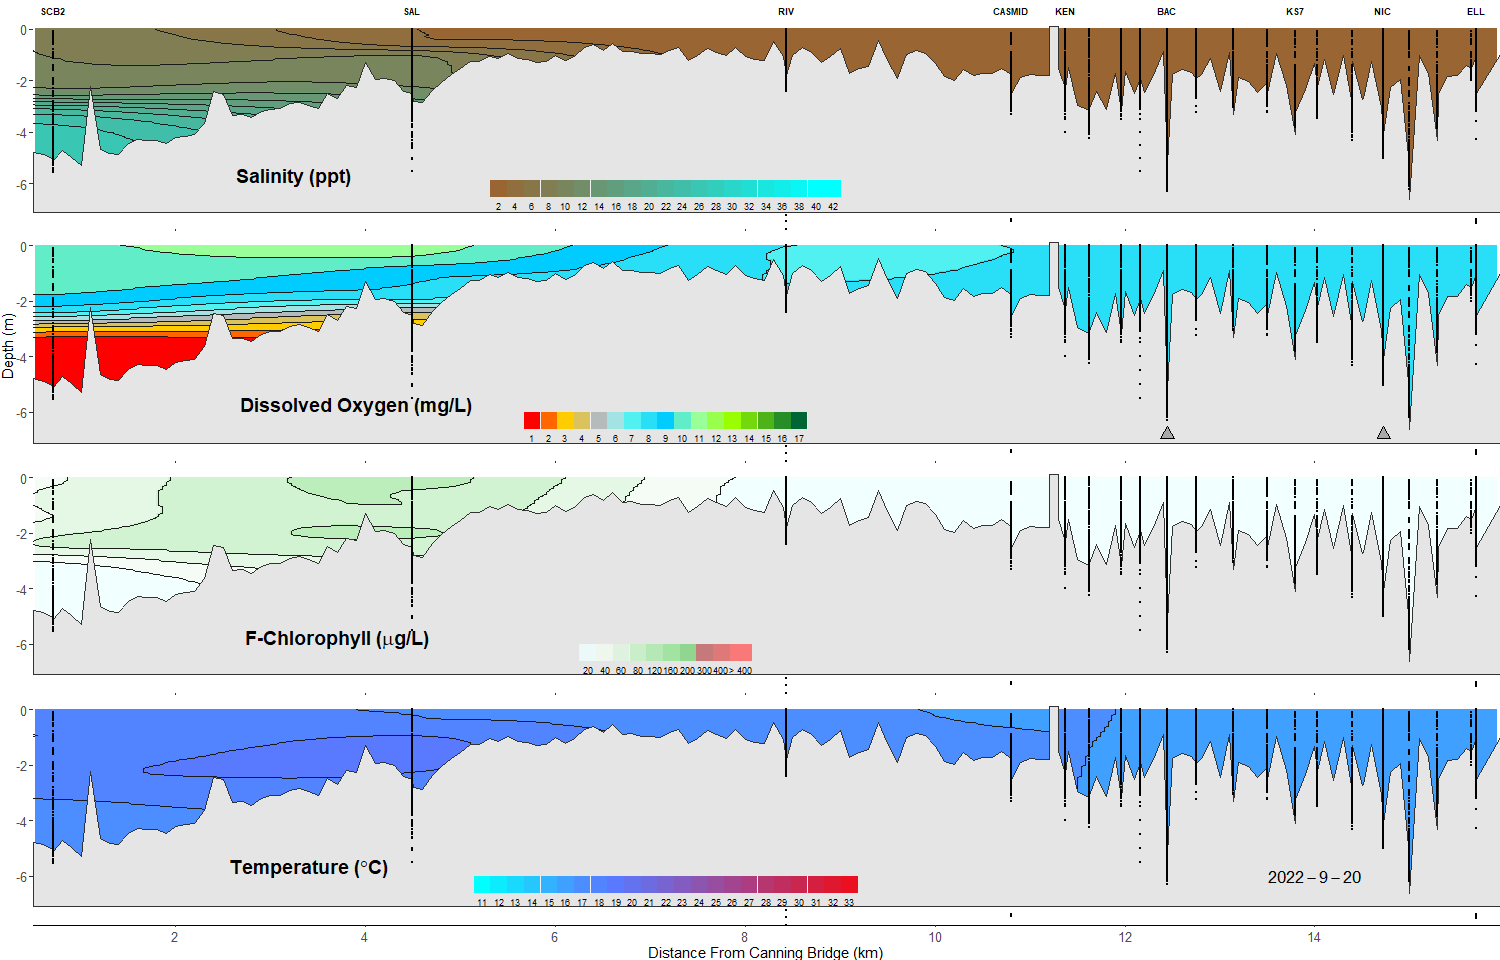 SCB2 SAL RIV CASMID KEN BAC KS7 NIC ELL
0
-2
-4
-6
Salinity (ppt)
2 4 6 8 10 12 14 16 18 20 22 24 26 28 30 32 34 36 38 40 42
0
-2
-4
-6
Dissolved Oxygen (mg/L)
1 2 3 4 5 6 7 8 9 10 11 12 13 14 15 16 17
Depth (m)
0
-2
-4
-6
F-Chlorophyll (μg/L)
20 40 60 80 120 160 200 300 400 > 400
0
-2
-4
-6
Temperature (°C)
11 12 13 14 15 16 17 18 19 20 21 22 23 24 25 26 27 28 29 30 31 32 33
2022 – 9 – 20
2 4 6 8 10 12 14
Distance From Canning Bridge (km)